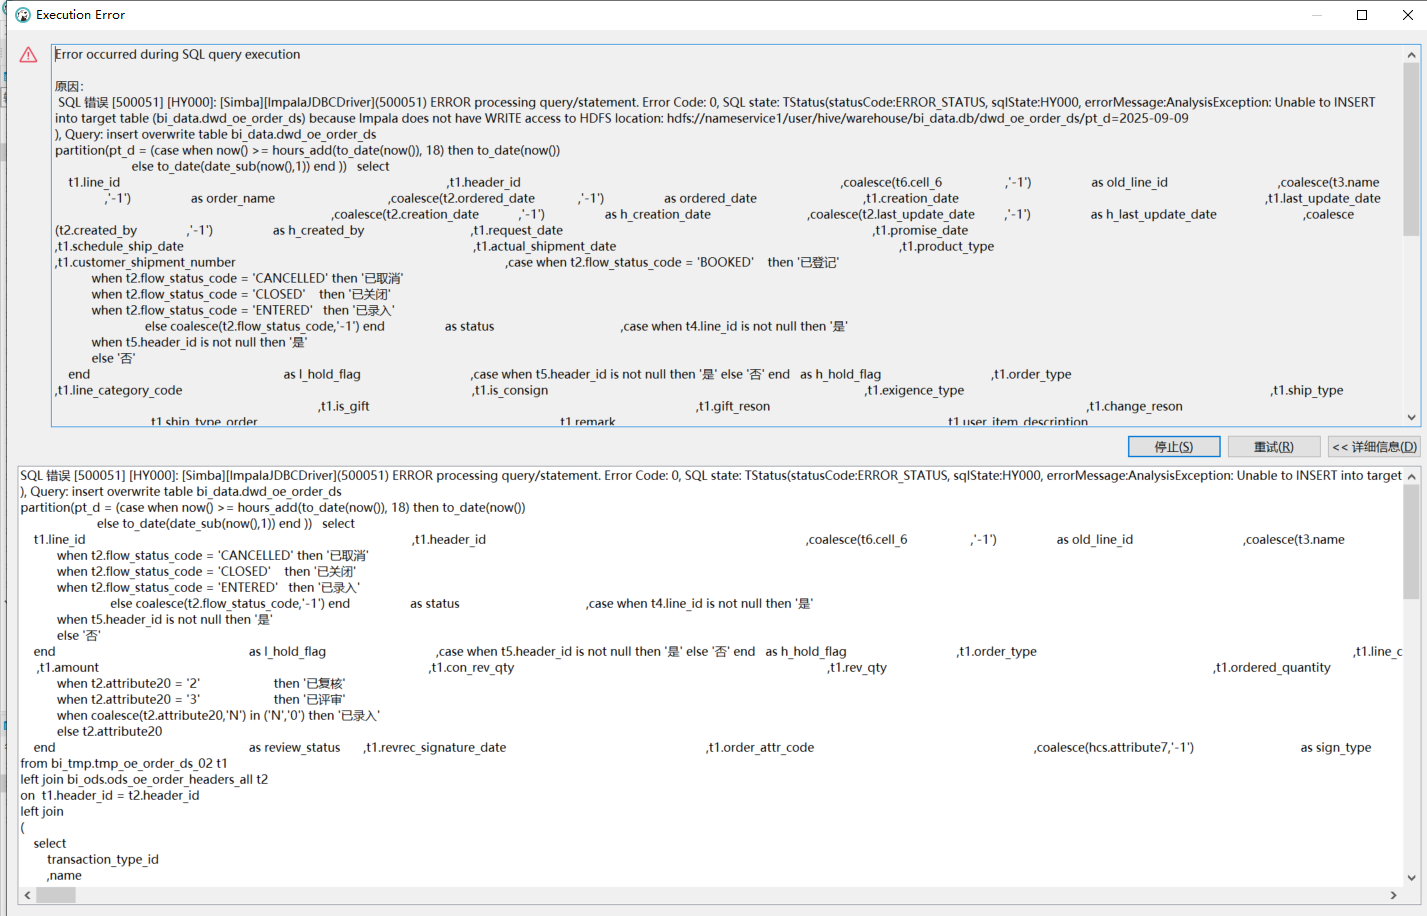 Execution Error
Error occurred during SQL query execution
原因：
SQL 错误 [500051] [HY000]: [Simba][ImpalaJDBCDriver](500051) ERROR processing query/statement. Error Code: 0, SQL state: TStatus(statusCode:ERROR_STATUS, sqlState:HY000, errorMessage:AnalysisException: Unable to INSERT
into target table (bi_data.dwd_oe_order_ds) because Impala does not have WRITE access to HDFS location: hdfs://nameservice1/user/hive/warehouse/bi_data.db/dwd_oe_order_ds/pt_d=2025-09-09
), Query: insert overwrite table bi_data.dwd_oe_order_ds
partition(pt_d = (case when now() >= hours_add(to_date(now()), 18) then to_date(now())
else to_date(date_sub(now(),1)) end )) select
t1.line_id ,t1.header_id ,coalesce(t6.cell_6 ,'-1') as old_line_id ,coalesce(t3.name
,'-1') as order_name ,coalesce(t2.ordered_date ,'-1') as ordered_date ,t1.creation_date ,t1.last_update_date
,coalesce(t2.creation_date ,'-1') as h_creation_date ,coalesce(t2.last_update_date ,'-1') as h_last_update_date ,coalesce
(t2.created_by ,'-1') as h_created_by ,t1.request_date ,t1.promise_date
,t1.schedule_ship_date ,t1.actual_shipment_date ,t1.product_type
,t1.customer_shipment_number ,case when t2.flow_status_code = 'BOOKED' then '已登记'
when t2.flow_status_code = 'CANCELLED' then '已取消'
when t2.flow_status_code = 'CLOSED' then '已关闭'
when t2.flow_status_code = 'ENTERED' then '已录入'
else coalesce(t2.flow_status_code,'-1') end as status ,case when t4.line_id is not null then '是'
when t5.header_id is not null then '是'
else '否'
end as l_hold_flag ,case when t5.header_id is not null then '是' else '否' end as h_hold_flag ,t1.order_type
,t1.line_category_code ,t1.is_consign ,t1.exigence_type ,t1.ship_type
,t1.is_gift ,t1.gift_reson ,t1.change_reson
,t1.ship_type_order ,t1.remark ,t1.user_item_description
停止(S) 重试(R) << 详细信息(D)
SQL 错误 [500051] [HY000]: [Simba][ImpalaJDBCDriver](500051) ERROR processing query/statement. Error Code: 0, SQL state: TStatus(statusCode:ERROR_STATUS, sqlState:HY000, errorMessage:AnalysisException: Unable to INSERT into target
), Query: insert overwrite table bi_data.dwd_oe_order_ds
partition(pt_d = (case when now() >= hours_add(to_date(now()), 18) then to_date(now())
else to_date(date_sub(now(),1)) end )) select
t1.line_id ,t1.header_id ,coalesce(t6.cell_6 ,'-1') as old_line_id ,coalesce(t3.name
when t2.flow_status_code = 'CANCELLED' then '已取消'
when t2.flow_status_code = 'CLOSED' then '已关闭'
when t2.flow_status_code = 'ENTERED' then '已录入'
else coalesce(t2.flow_status_code,'-1') end as status ,case when t4.line_id is not null then '是'
when t5.header_id is not null then '是'
else '否'
end as l_hold_flag ,case when t5.header_id is not null then '是' else '否' end as h_hold_flag ,t1.order_type ,t1.line_c
,t1.amount ,t1.con_rev_qty ,t1.rev_qty ,t1.ordered_quantity
when t2.attribute20 = '2' then '已复核'
when t2.attribute20 = '3' then '已评审'
when coalesce(t2.attribute20,'N') in ('N','0') then '已录入'
else t2.attribute20
end as review_status ,t1.revrec_signature_date ,t1.order_attr_code ,coalesce(hcs.attribute7,'-1') as sign_type
from bi_tmp.tmp_oe_order_ds_02 t1
left join bi_ods.ods_oe_order_headers_all t2
on t1.header_id = t2.header_id
left join
(
select
transaction_type_id
,name